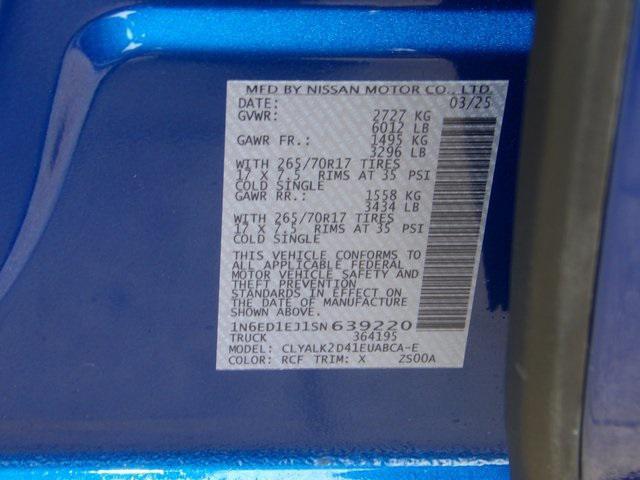 MFD BY NISSAN MOTOR CO., LTD.
DATE: 03/25
GVWR: 2727 KG
6012 LB
GAWR FR.: 1495 KG
3296 LB
WITH 265/70R17 TIRES
17 X 7.5 RIMS AT 35 PSI
COLD SINGLE
GAWR RR.: 1558 KG
3434 LB
WITH 265/70R17 TIRES
17 X 7.5 RIMS AT 35 PSI
COLD SINGLE
THIS VEHICLE CONFORMS TO
ALL APPLICABLE FEDERAL
MOTOR VEHICLE SAFETY AND
THEFT PREVENTION
STANDARDS IN EFFECT ON
THE DATE OF MANUFACTURE
SHOWN ABOVE.
1N6ED1EJ1SN639220
TRUCK 364195
MODEL: CLYALK2D41EUABCA-E
COLOR: RCF TRIM: X ZS00A